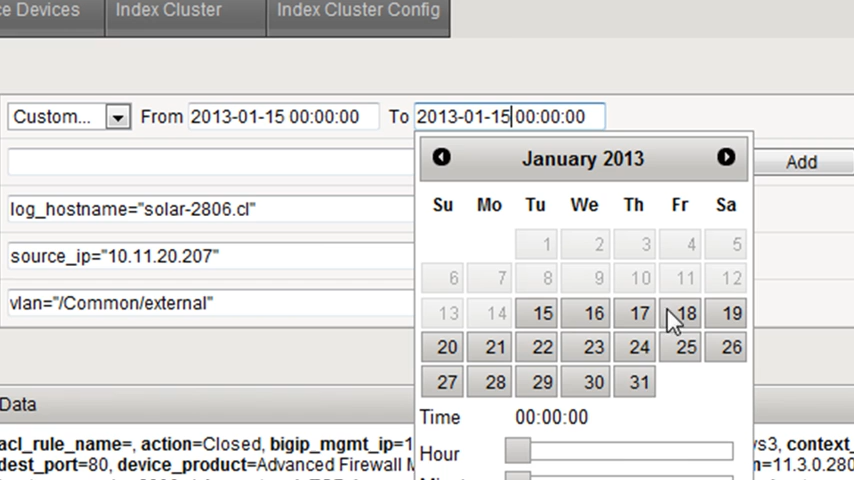 ce Devices Index Cluster Index Cluster Config
Custom... From 2013-01-15 00:00:00 To 2013-01-15 00:00:00
January 2013
Add
Su Mo Tu We Th Fr Sa
log_hostname="solar-2806.cl"
1 2 3 4 5
source_ip="10.11.20.207"
6 7 8 9 10 11 12
vlan="/Common/external"
13 14 15 16 17 18 19
20 21 22 23 24 25 26
27 28 29 30 31
Data
Time 00:00:00
acl_rule_name=, action=Closed, bigip_mgmt_ip=1 vs3, context_
Hour
dest_port=80, device_product=Advanced Firewall M =11.3.0.280